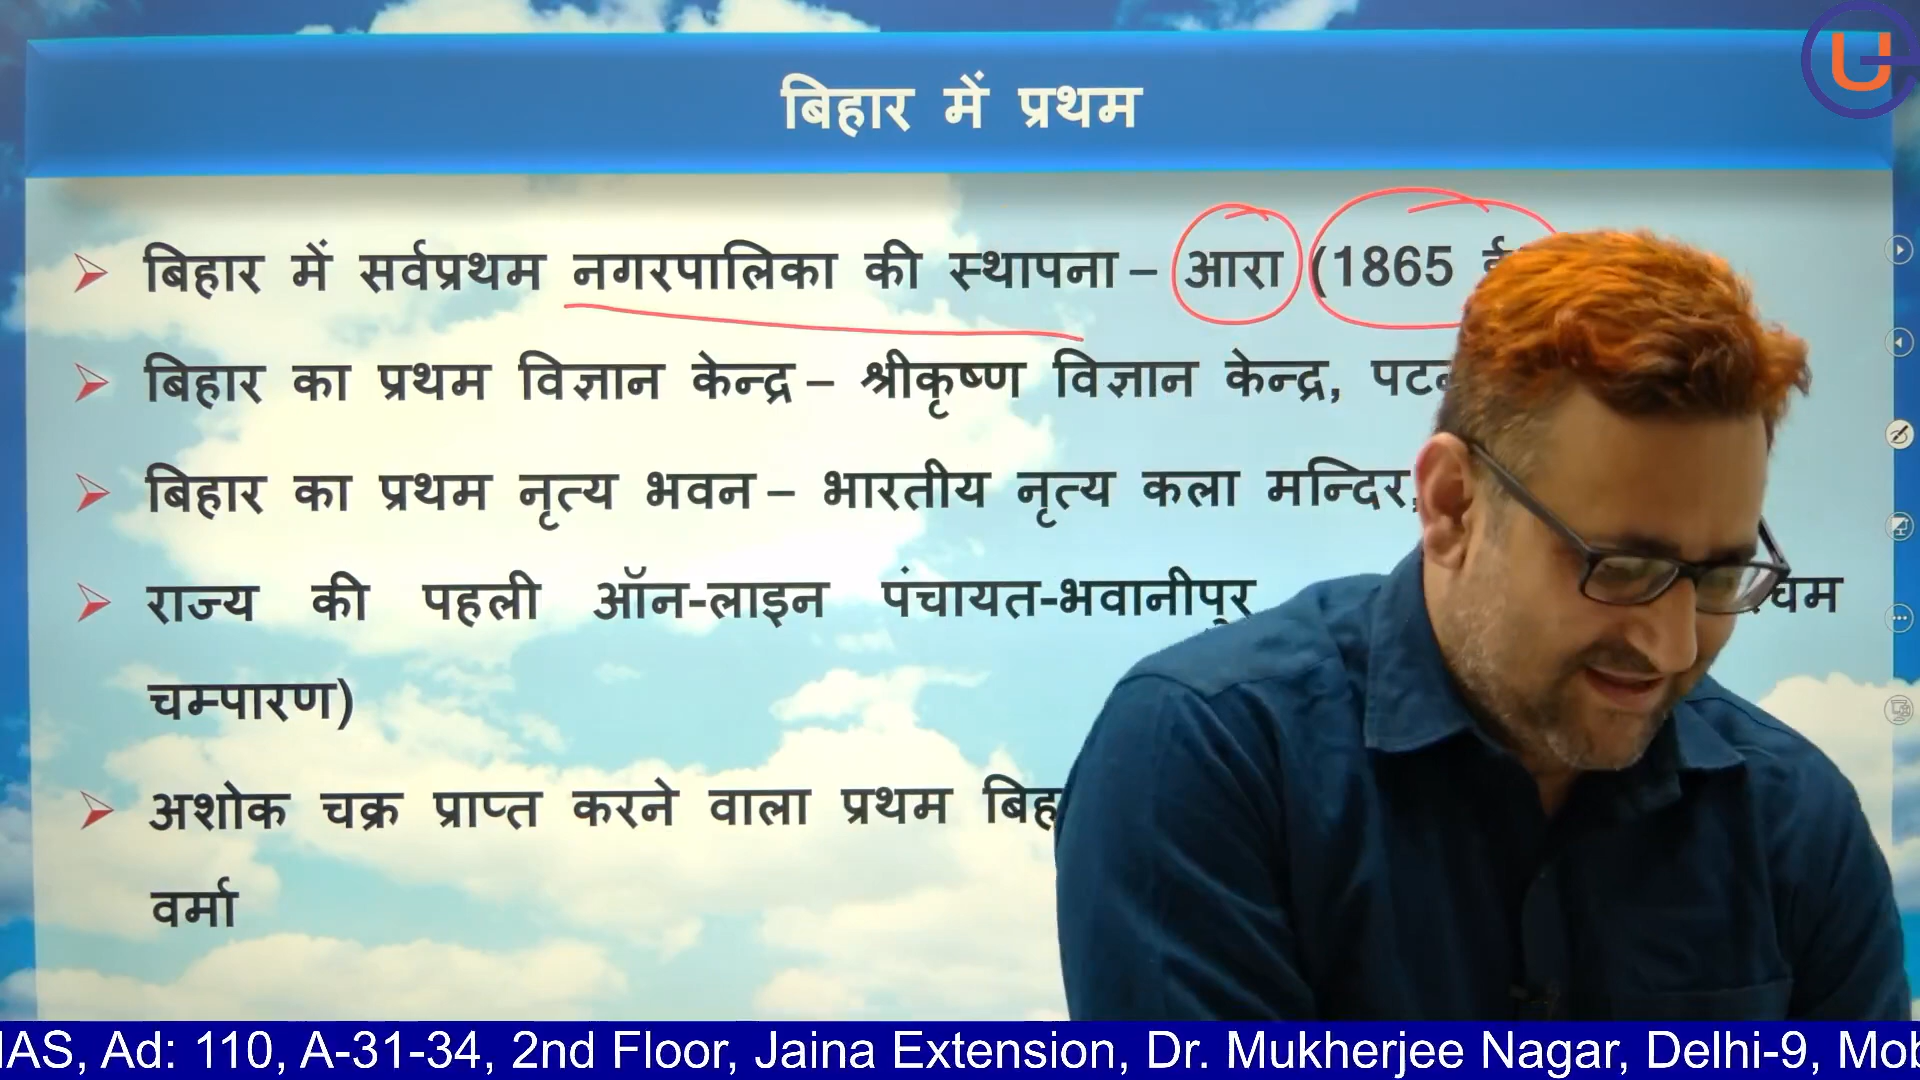 बिहार में प्रथम
बिहार में सर्वप्रथम नगरपालिका की स्थापना – आरा (1865
बिहार का प्रथम विज्ञान केन्द्र – श्रीकृष्ण विज्ञान केन्द्र,
बिहार का प्रथम नृत्य भवन – भारतीय नृत्य कला मन्दिर,
राज्य की पहली ऑन-लाइन पंचायत-भवानीपुर
चम्पारण)
अशोक चक्र प्राप्त करने वाला प्रथम
वर्मा
IAS, Ad: 110, A-31-34, 2nd Floor, Jaina Extension, Dr. Mukherjee Nagar, Delhi-9,